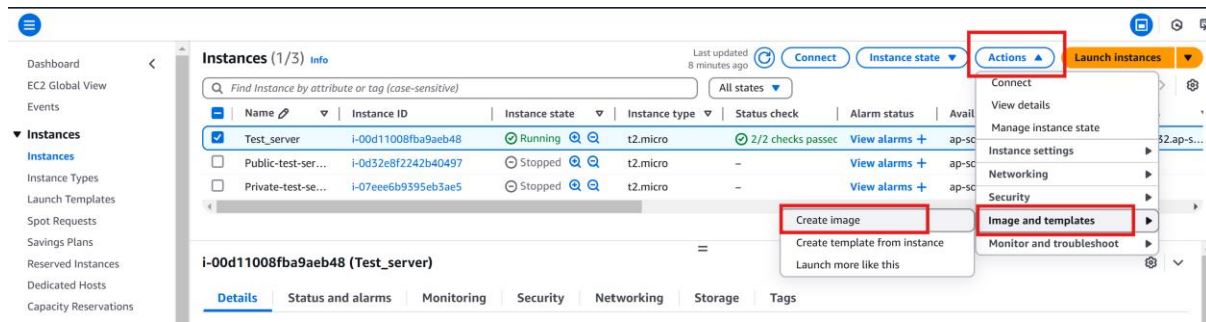 Instances (1/3) Info
Last updated
8 minutes ago
Connect
Instance state
Actions
Launch instances
Dashboard
EC2 Global View
Events
Instances
Instances
Instance Types
Launch Templates
Spot Requests
Savings Plans
Reserved Instances
Dedicated Hosts
Capacity Reservations
Find Instance by attribute or tag (case-sensitive)
All states
Name Instance ID Instance state Instance type Status check Alarm status Avail
Test_server i-00d11008fba9aeb48 Running t2.micro 2/2 checks passec View alarms + ap-sc 32.ap-s...
Public-test-ser... i-0d32e8f2242b40497 Stopped t2.micro – View alarms + ap-sc
Private-test-se... i-07eee6b9395eb3ae5 Stopped t2.micro – View alarms + ap-sc
Connect
View details
Manage instance state
Instance settings
Networking
Security
Image and templates
Monitor and troubleshoot
Create image
Create template from instance
Launch more like this
i-00d11008fba9aeb48 (Test_server)
Details Status and alarms Monitoring Security Networking Storage Tags